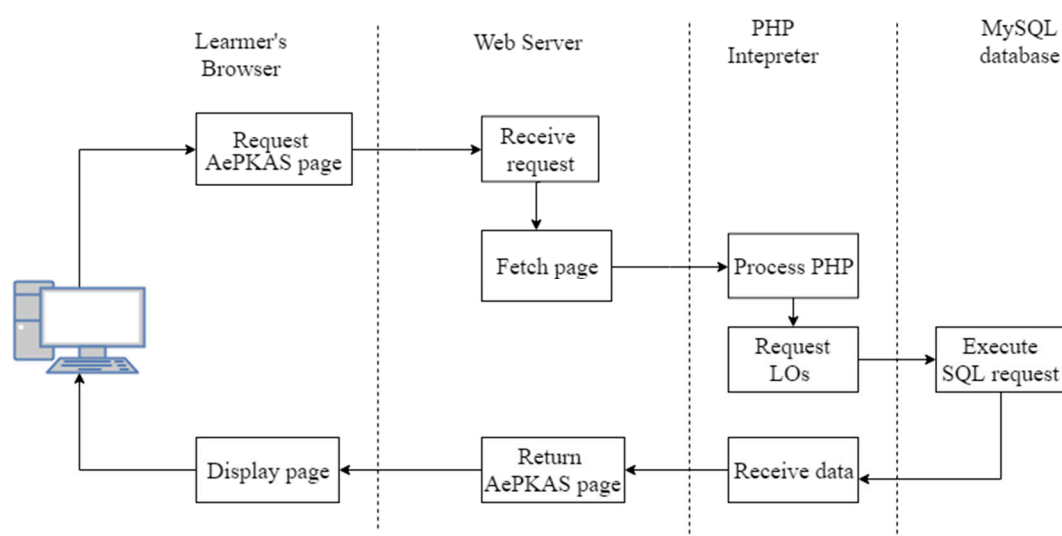 Learmer's
Browser
Web Server
PHP
Intepreter
MySQL
database
Request
AePKAS page
Receive
request
Fetch page
Process PHP
Request
LOs
Execute
SQL request
Display page
Return
AePKAS page
Receive data